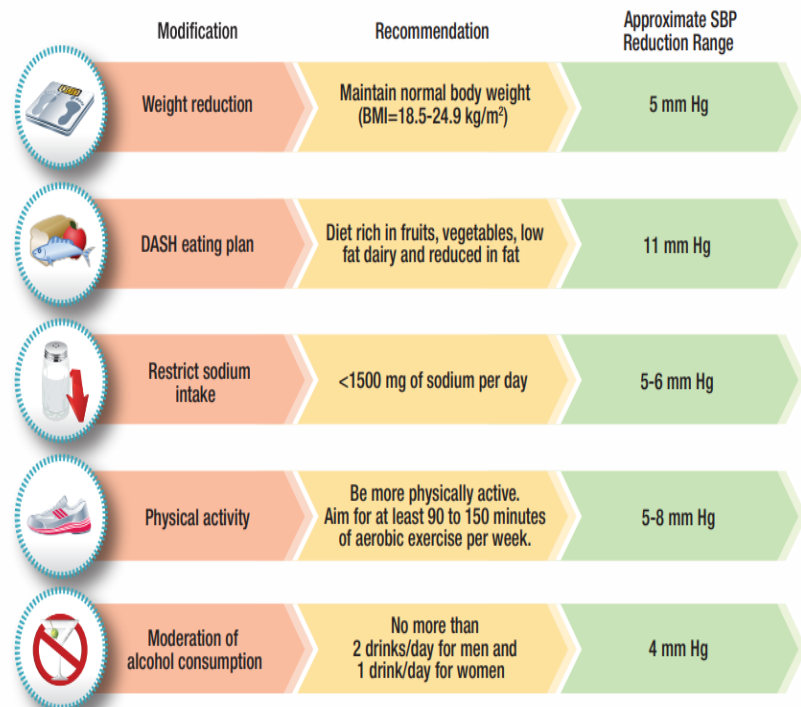 Modification
Recommendation
Approximate SBP
Reduction Range
Weight reduction
Maintain normal body weight
(BMI=18.5-24.9 kg/m²)
5 mm Hg
DASH eating plan
Diet rich in fruits, vegetables, low
fat dairy and reduced in fat
11 mm Hg
Restrict sodium
intake
<1500 mg of sodium per day
5-6 mm Hg
Physical activity
Be more physically active.
Aim for at least 90 to 150 minutes
of aerobic exercise per week.
5-8 mm Hg
Moderation of
alcohol consumption
No more than
2 drinks/day for men and
1 drink/day for women
4 mm Hg